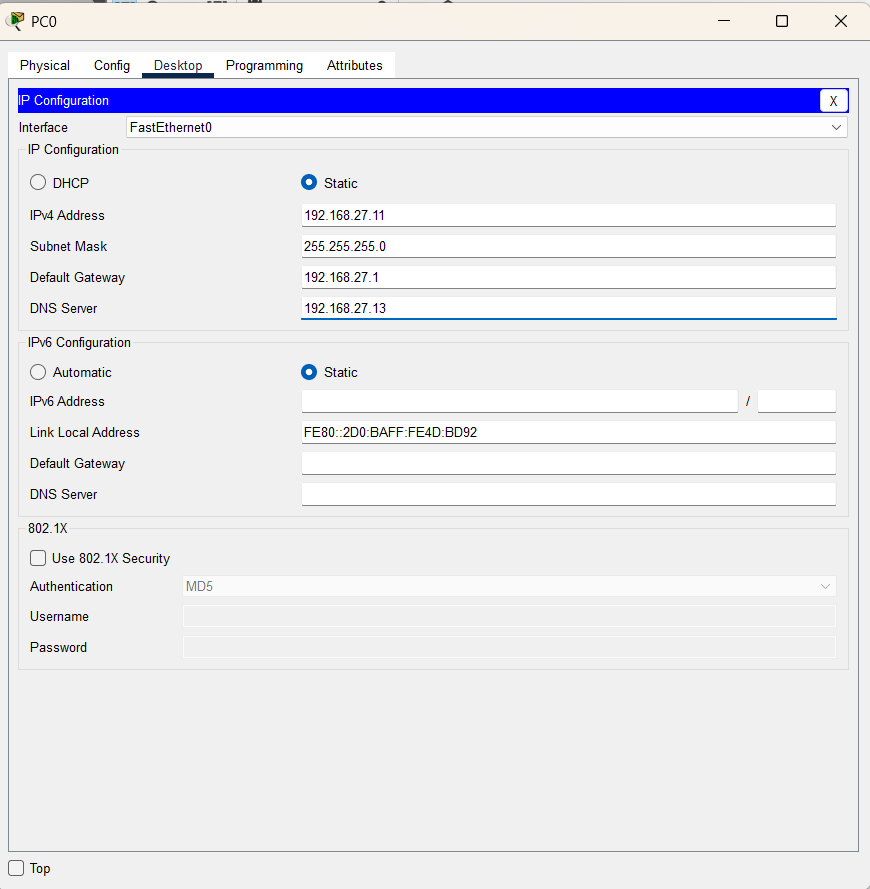 PC0
Physical Config Desktop Programming Attributes
IP Configuration X
Interface FastEthernet0
IP Configuration
DHCP Static
IPv4 Address 192.168.27.11
Subnet Mask 255.255.255.0
Default Gateway 192.168.27.1
DNS Server 192.168.27.13
IPv6 Configuration
Automatic Static
IPv6 Address /
Link Local Address FE80::2D0:BAFF:FE4D:BD92
Default Gateway
DNS Server
802.1X
Use 802.1X Security
Authentication MD5
Username
Password
Top